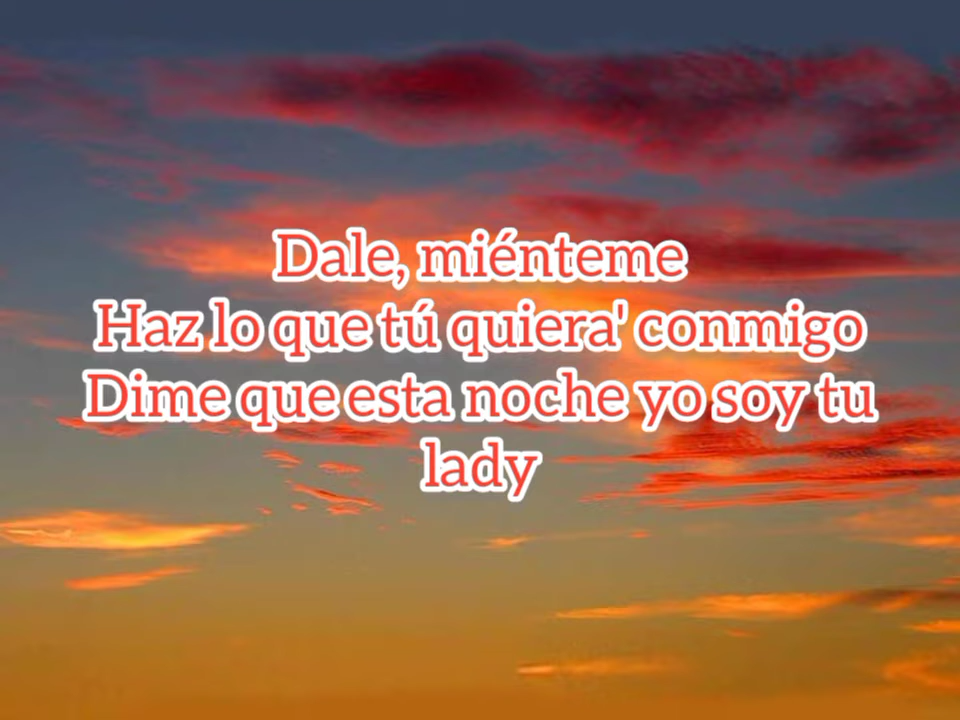 Dale, miénteme
Haz lo que tú quiera' conmigo
Dime que esta noche yo soy tu
lady